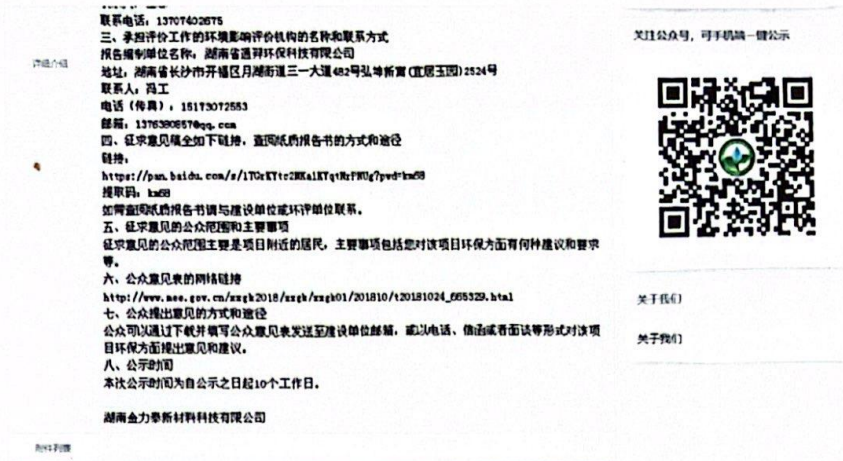 联系电话：13707402675
三、承担评价工作的环境影响评价机构的名称和联系方式
报告编制单位名称：湖南省通羿环保科技有限公司
地址：湖南省长沙市开福区月湖街道三一大道482号弘坤新寓(宜居玉园)2524号
联系人：冯工
电话（传真）：15173072553
邮箱：1376380857@qq.com
四、征求意见稿全如下链接，查阅纸质报告书的方式和途径
链接：
提取码：km68
如需查阅纸质报告书请与建设单位或环评单位联系。
五、征求意见的公众范围和主要事项
征求意见的公众范围主要是项目附近的居民，主要事项包括您对该项目环保方面有何种建议和要求
等。
六、公众意见表的网络链接
http://www.mee.gov.cn/xxgk2018/xxgk/xxgk01/201810/t20181024_665329.html
七、公众提出意见的方式和途径
公众可以通过下载并填写公众意见表发送至建设单位邮箱，或以电话、信函或者面谈等形式对该项
目环保方面提出意见和建议。
八、公示时间
本次公示时间为自公示之日起10个工作日。
湖南金力泰新材料科技有限公司
详细介绍
附件列表
关注公众号，可手机端一键公示
关于我们
关于我们